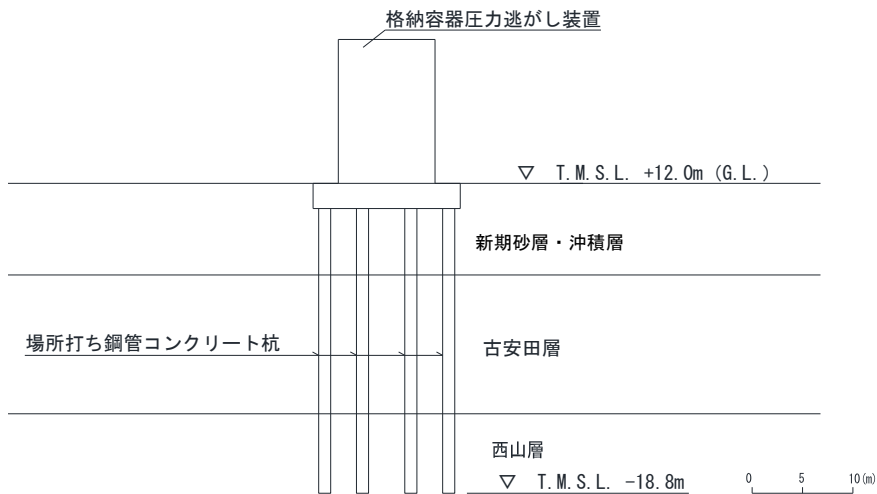 格納容器圧力逃がし装置
▽ T.M.S.L. +12.0m (G.L.)
新期砂層・沖積層
場所打ち鋼管コンクリート杭
古安田層
西山層
▽ T.M.S.L. -18.8m
0 5 10(m)